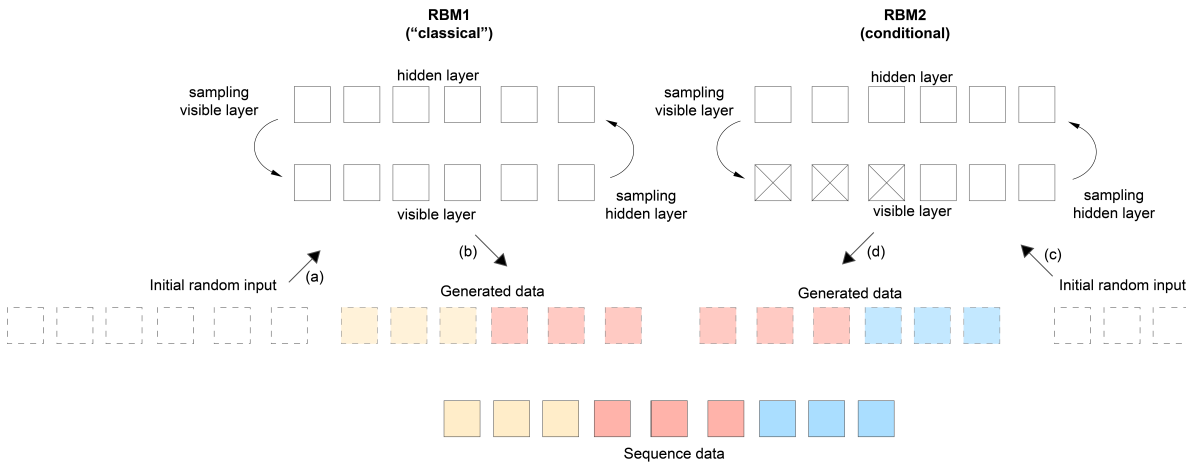 RBM1
("classical")
hidden layer
sampling
visible layer
visible layer
sampling
hidden layer
(a)
(b)
Initial random input
Generated data
RBM2
(conditional)
hidden layer
sampling
visible layer
visible layer
sampling
hidden layer
(d)
(c)
Generated data
Initial random input
Sequence data